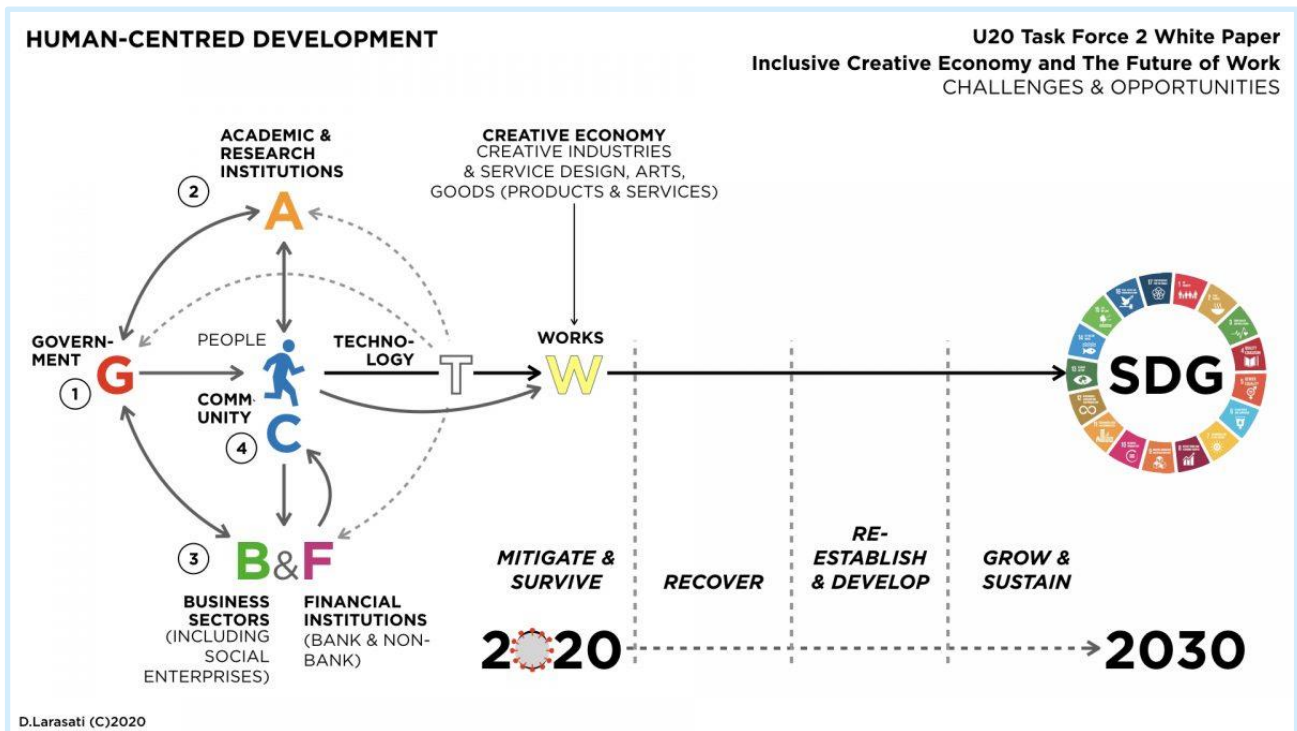 HUMAN-CENTRED DEVELOPMENT
U20 Task Force 2 White Paper
Inclusive Creative Economy and The Future of Work
CHALLENGES & OPPORTUNITIES
ACADEMIC &
RESEARCH
INSTITUTIONS
2
A
CREATIVE ECONOMY
CREATIVE INDUSTRIES
& SERVICE DESIGN, ARTS,
GOODS (PRODUCTS & SERVICES)
GOVERN-
MENT
G
1
PEOPLE
COMM-
UNITY
C
4
TECHNO-
LOGY
T
WORKS
W
SDG
3
B&F
BUSINESS
SECTORS
(INCLUDING
SOCIAL
ENTERPRISES)
FINANCIAL
INSTITUTIONS
(BANK & NON-
BANK)
MITIGATE &
SURVIVE
RECOVER
RE-
ESTABLISH
& DEVELOP
GROW &
SUSTAIN
2020
2030
D.Larasati (C)2020